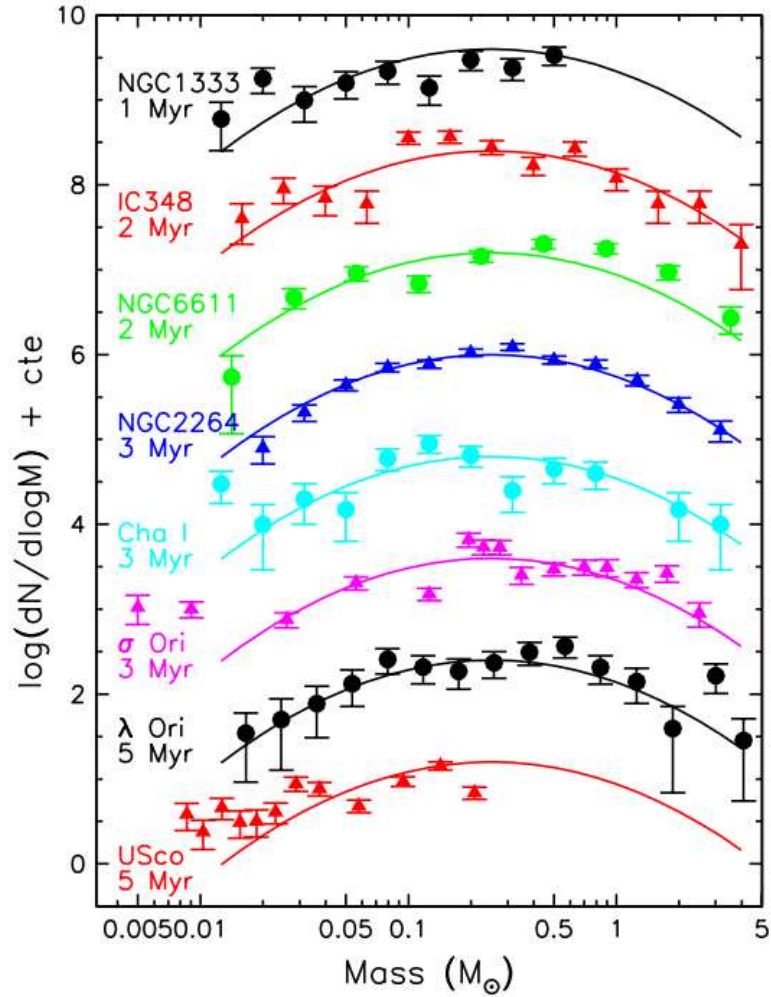 10
8
6
4
2
0
log(dN/dlogM) + cte
NGC1333
1 Myr
IC348
2 Myr
NGC6611
2 Myr
NGC2264
3 Myr
Cha I
3 Myr
σ Ori
3 Myr
λ Ori
5 Myr
USco
5 Myr
0.005 0.01 0.05 0.1 0.5 1 5
Mass (M⊙)